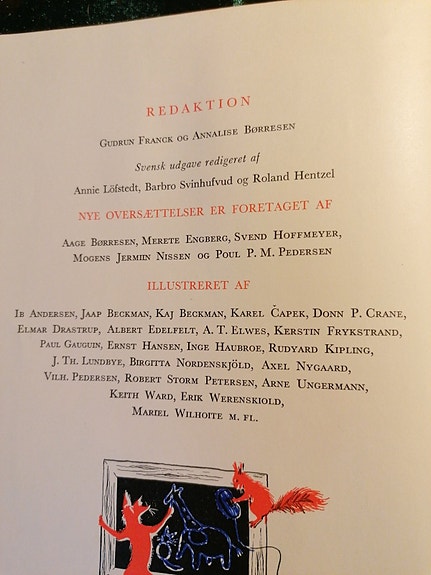 REDAKTION
GUDRUN FRANCK OG ANNALISE BØRRESEN
Svensk udgave redigeret af
Annie Löfstedt, Barbro Svinhufvud og Roland Hentzel
NYE OVERSÆTTELSER ER FORETAGET AF
AAGE BØRRESEN, MERETE ENGBERG, SVEND HOFFMEYER,
MOGENS JERMIIN NISSEN OG POUL P. M. PEDERSEN
ILLUSTRERET AF
IB ANDERSEN, JAAP BECKMAN, KAJ BECKMAN, KAREL ČAPEK, DONN P. CRANE,
ELMAR DRASTRUP, ALBERT EDELFELT, A. T. ELWES, KERSTIN FRYKSTRAND,
PAUL GAUGUIN, ERNST HANSEN, INGE HAUBROE, RUDYARD KIPLING,
J. TH. LUNDBYE, BIRGITTA NORDENSKJÖLD, AXEL NYGAARD,
VILH. PEDERSEN, ROBERT STORM PETERSEN, ARNE UNGERMANN,
KEITH WARD, ERIK WERENSKIOLD,
MARIEL WILHOITE M. FL.